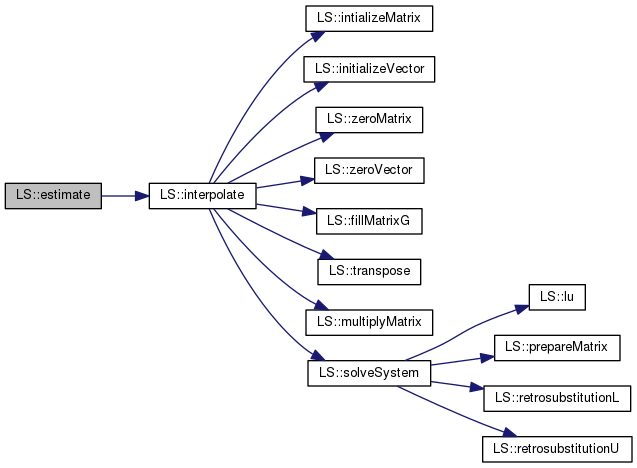 LS::intializeMatrix
LS::initializeVector
LS::zeroMatrix
LS::zeroVector
LS::estimate
LS::interpolate
LS::fillMatrixG
LS::transpose
LS::lu
LS::multiplyMatrix
LS::prepareMatrix
LS::solveSystem
LS::retrosubstitutionL
LS::retrosubstitutionU